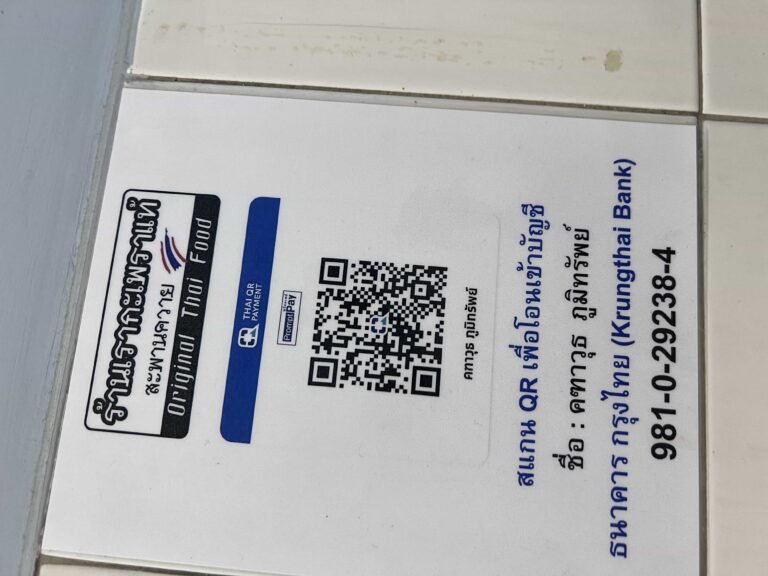 ร้านเรากะเพราแท้
สะพานควาย
Original Thai Food
THAI QR
PAYMENT
PromptPay
คฑาวุธ ภูมิทรัพย์
สแกน QR เพื่อโอนเข้าบัญชี
ชื่อ : คฑาวุธ ภูมิทรัพย์
ธนาคาร กรุงไทย (Krungthai Bank)
981-0-29238-4